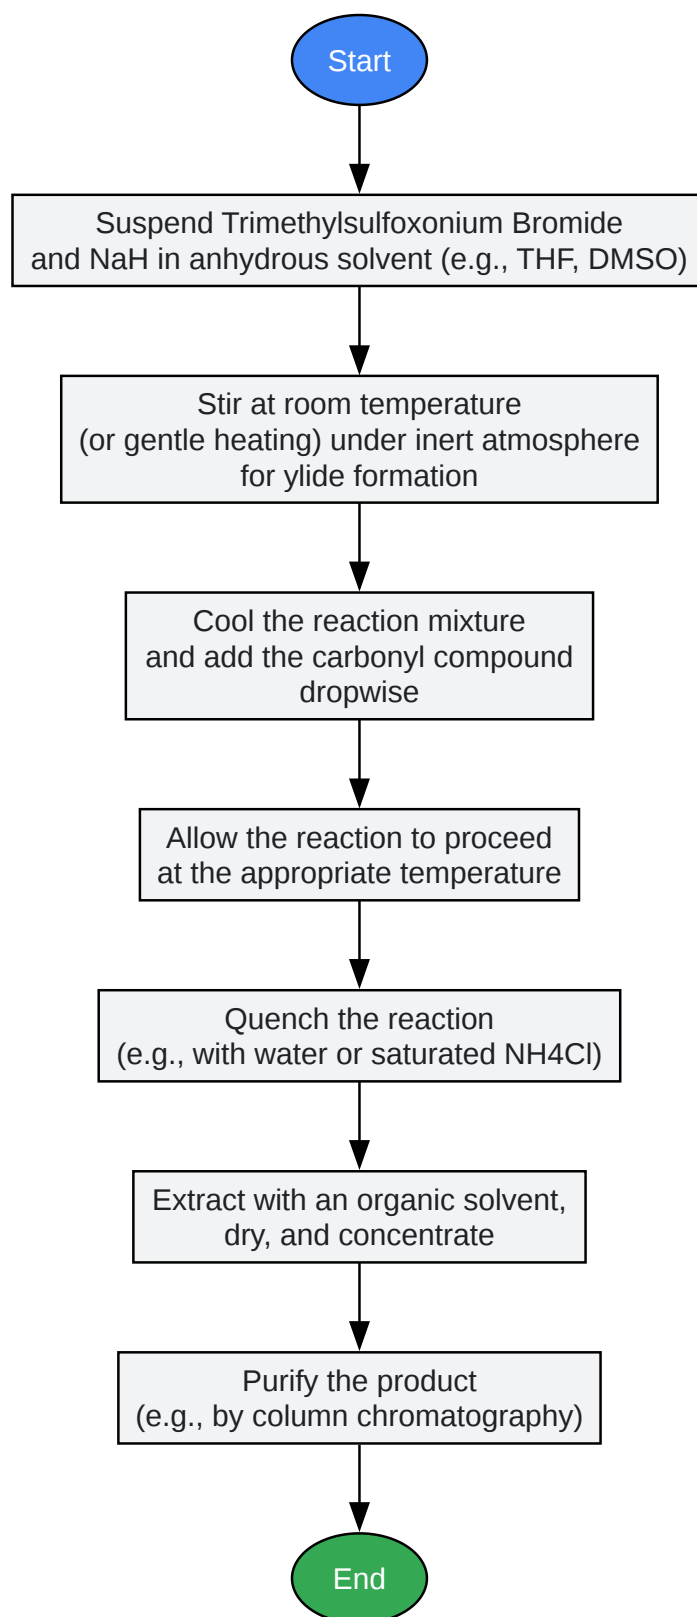 Start
Suspend Trimethylsulfoxonium Bromide
and NaH in anhydrous solvent (e.g., THF, DMSO)
Stir at room temperature
(or gentle heating) under inert atmosphere
for ylide formation
Cool the reaction mixture
and add the carbonyl compound
dropwise
Allow the reaction to proceed
at the appropriate temperature
Quench the reaction
(e.g., with water or saturated NH4Cl)
Extract with an organic solvent,
dry, and concentrate
Purify the product
(e.g., by column chromatography)
End